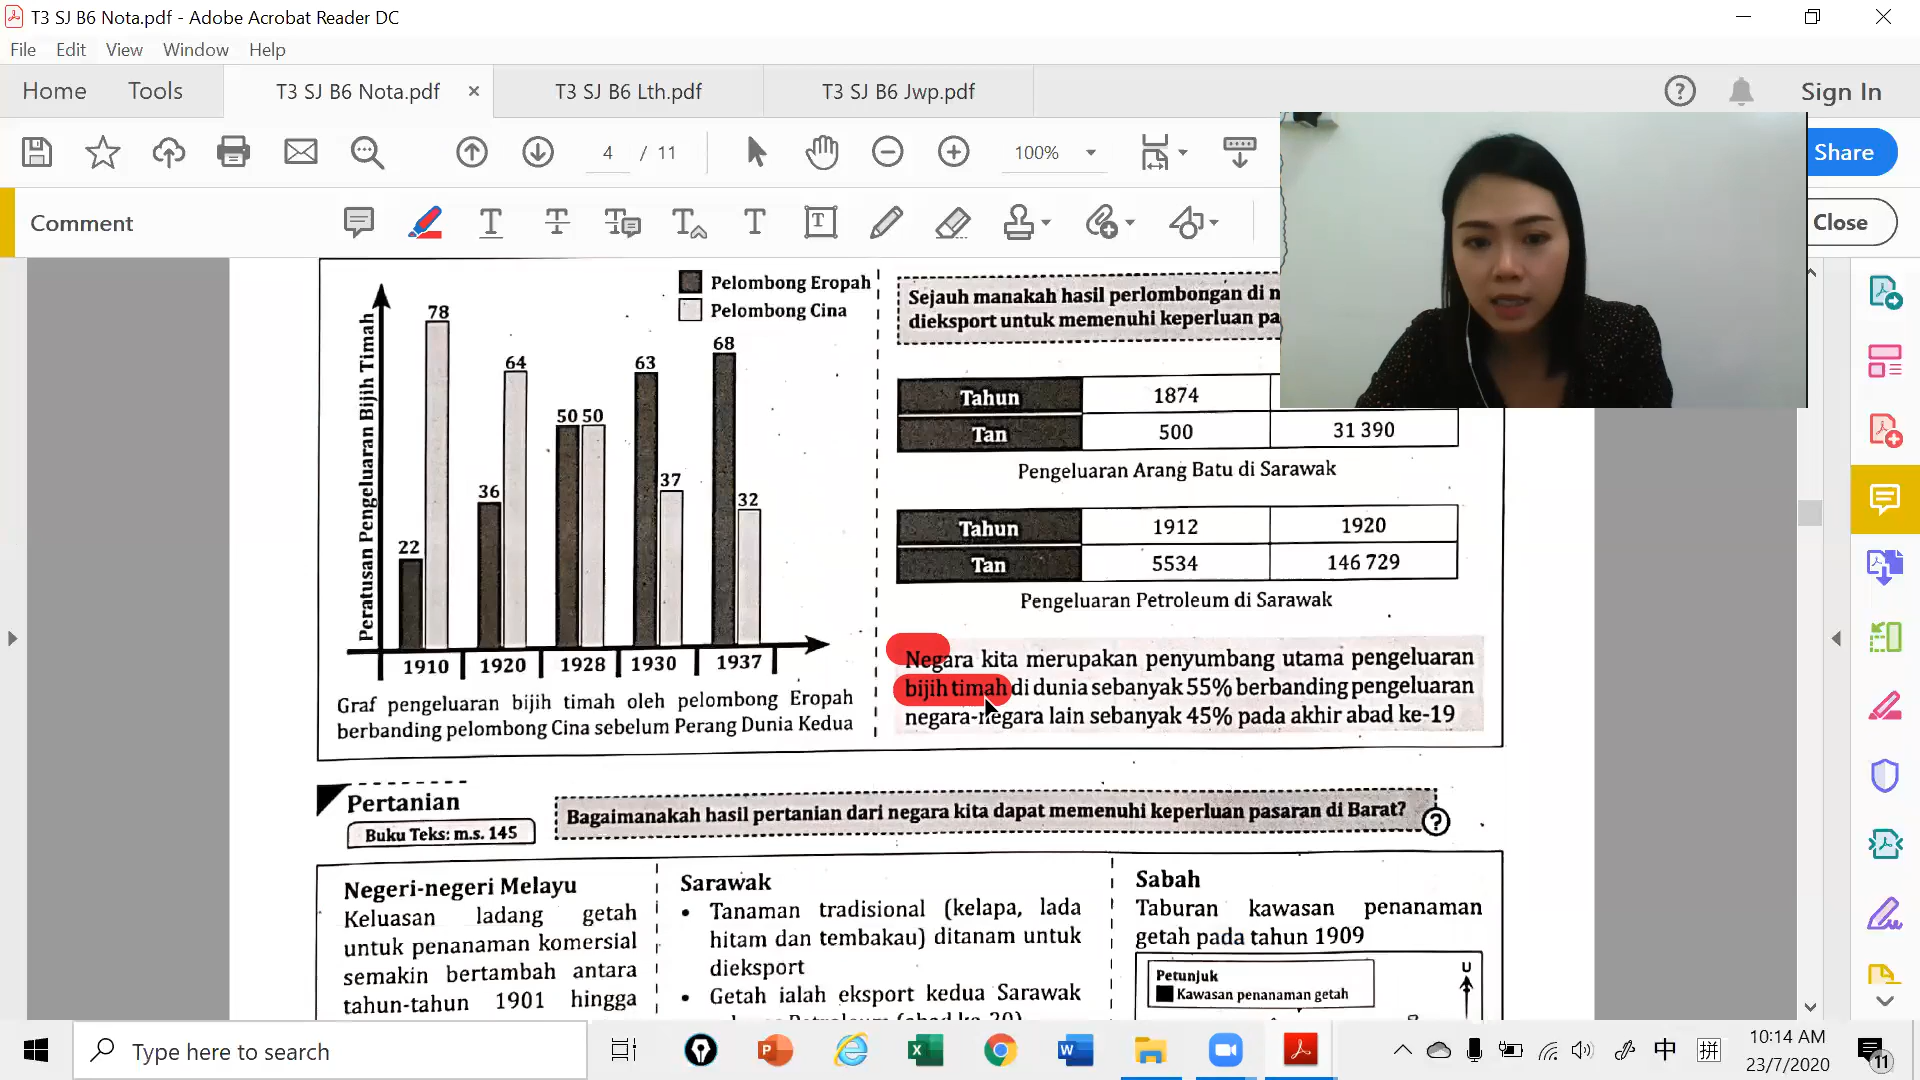 T3 SJ B6 Nota.pdf - Adobe Acrobat Reader DC
File Edit View Window Help
Home Tools T3 SJ B6 Nota.pdf × T3 SJ B6 Lth.pdf T3 SJ B6 Jwp.pdf ? Sign In
4 / 11 100% Share
Comment Close
Peratusan Pengeluaran Bijih Timah
Pelombong Eropah
Pelombong Cina
78
64
50 50
63
68
36
37
32
22
1910 1920 1928 1930 1937
Graf pengeluaran bijih timah oleh pelombong Eropah
berbanding pelombong Cina sebelum Perang Dunia Kedua
Sejauh manakah hasil perlombongan di n
dieksport untuk memenuhi keperluan pa
Tahun 1874
Tan 500 31 390
Pengeluaran Arang Batu di Sarawak
Tahun 1912 1920
Tan 5534 146 729
Pengeluaran Petroleum di Sarawak
Negara kita merupakan penyumbang utama pengeluaran
bijih timah di dunia sebanyak 55% berbanding pengeluaran
negara-negara lain sebanyak 45% pada akhir abad ke-19
Pertanian
Buku Teks: m.s. 145
Bagaimanakah hasil pertanian dari negara kita dapat memenuhi keperluan pasaran di Barat?
?
Negeri-negeri Melayu
Keluasan ladang getah
untuk penanaman komersial
semakin bertambah antara
tahun-tahun 1901 hingga
Sarawak
• Tanaman tradisional (kelapa, lada
hitam dan tembakau) ditanam untuk
dieksport
• Getah ialah eksport kedua Sarawak
Sabah
Taburan kawasan penanaman
getah pada tahun 1909
Petunjuk
Kawasan penanaman getah
U
Type here to search
中 拼
10:14 AM
23/7/2020
11